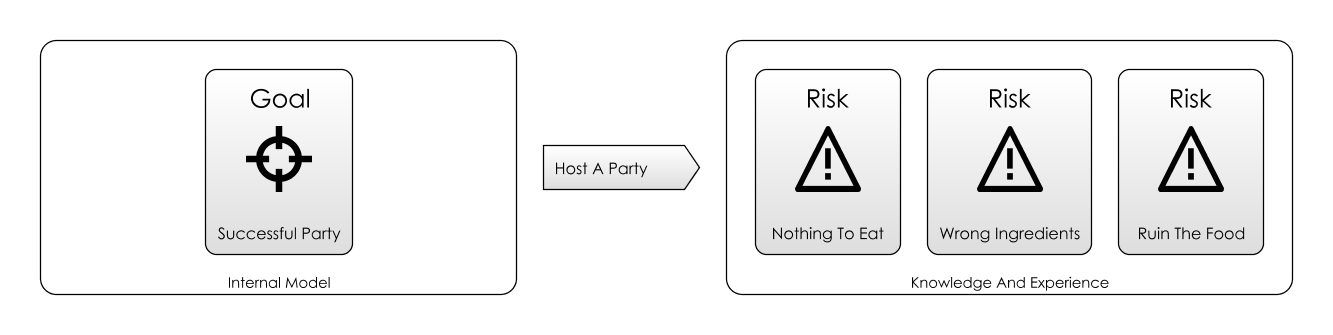 Goal
Successful Party
Internal Model
Host A Party
Risk
Nothing To Eat
Risk
Wrong Ingredients
Risk
Ruin The Food
Knowledge And Experience